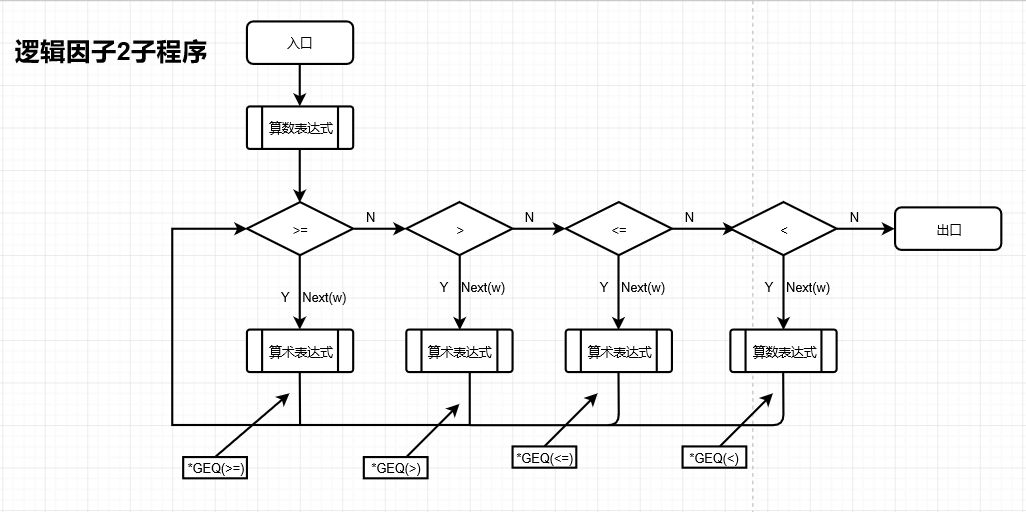 逻辑因子2子程序
入口
算数表达式
>=
N
>
N
<=
N
<
N
出口
Y
Next(w)
Y
Next(w)
Y
Next(w)
Y
Next(w)
算术表达式
算术表达式
算术表达式
算数表达式
*GEQ(>=)
*GEQ(>)
*GEQ(<=)
*GEQ(<)